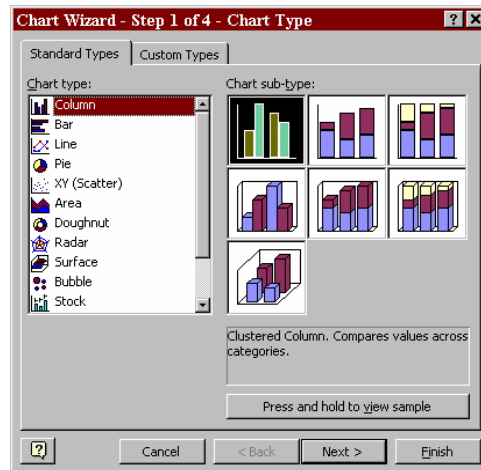 Chart Wizard - Step 1 of 4 - Chart Type
Standard Types
Custom Types
Chart type:
Column
Bar
Line
Pie
XY (Scatter)
Area
Doughnut
Radar
Surface
Bubble
Stock
Chart sub-type:
Clustered Column. Compares values across
categories.
Press and hold to view sample
Cancel
< Back
Next >
Finish